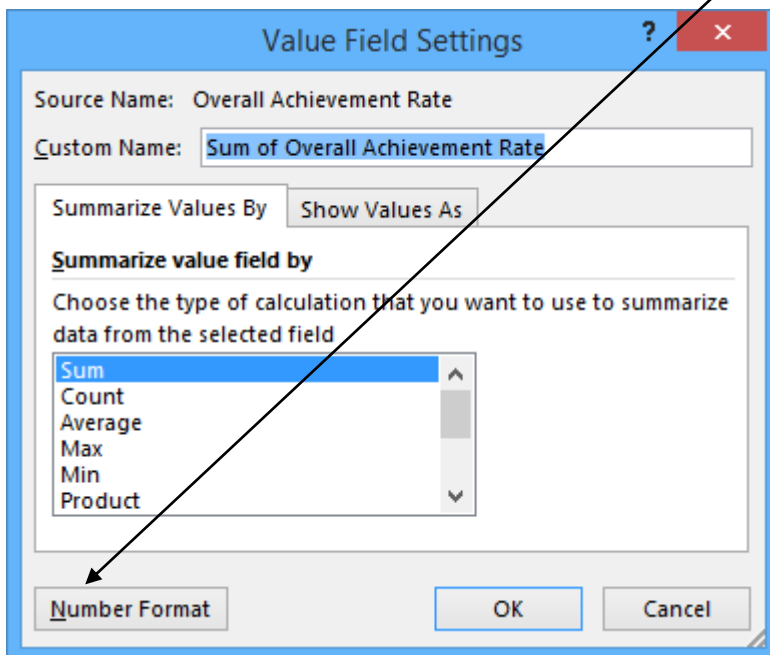 Value Field Settings
?
×
Source Name: Overall Achievement Rate
Custom Name: Sum of Overall Achievement Rate
Summarize Values By
Show Values As
Summarize value field by
Choose the type of calculation that you want to use to summarize
data from the selected field
Sum
Count
Average
Max
Min
Product
Number Format
OK
Cancel